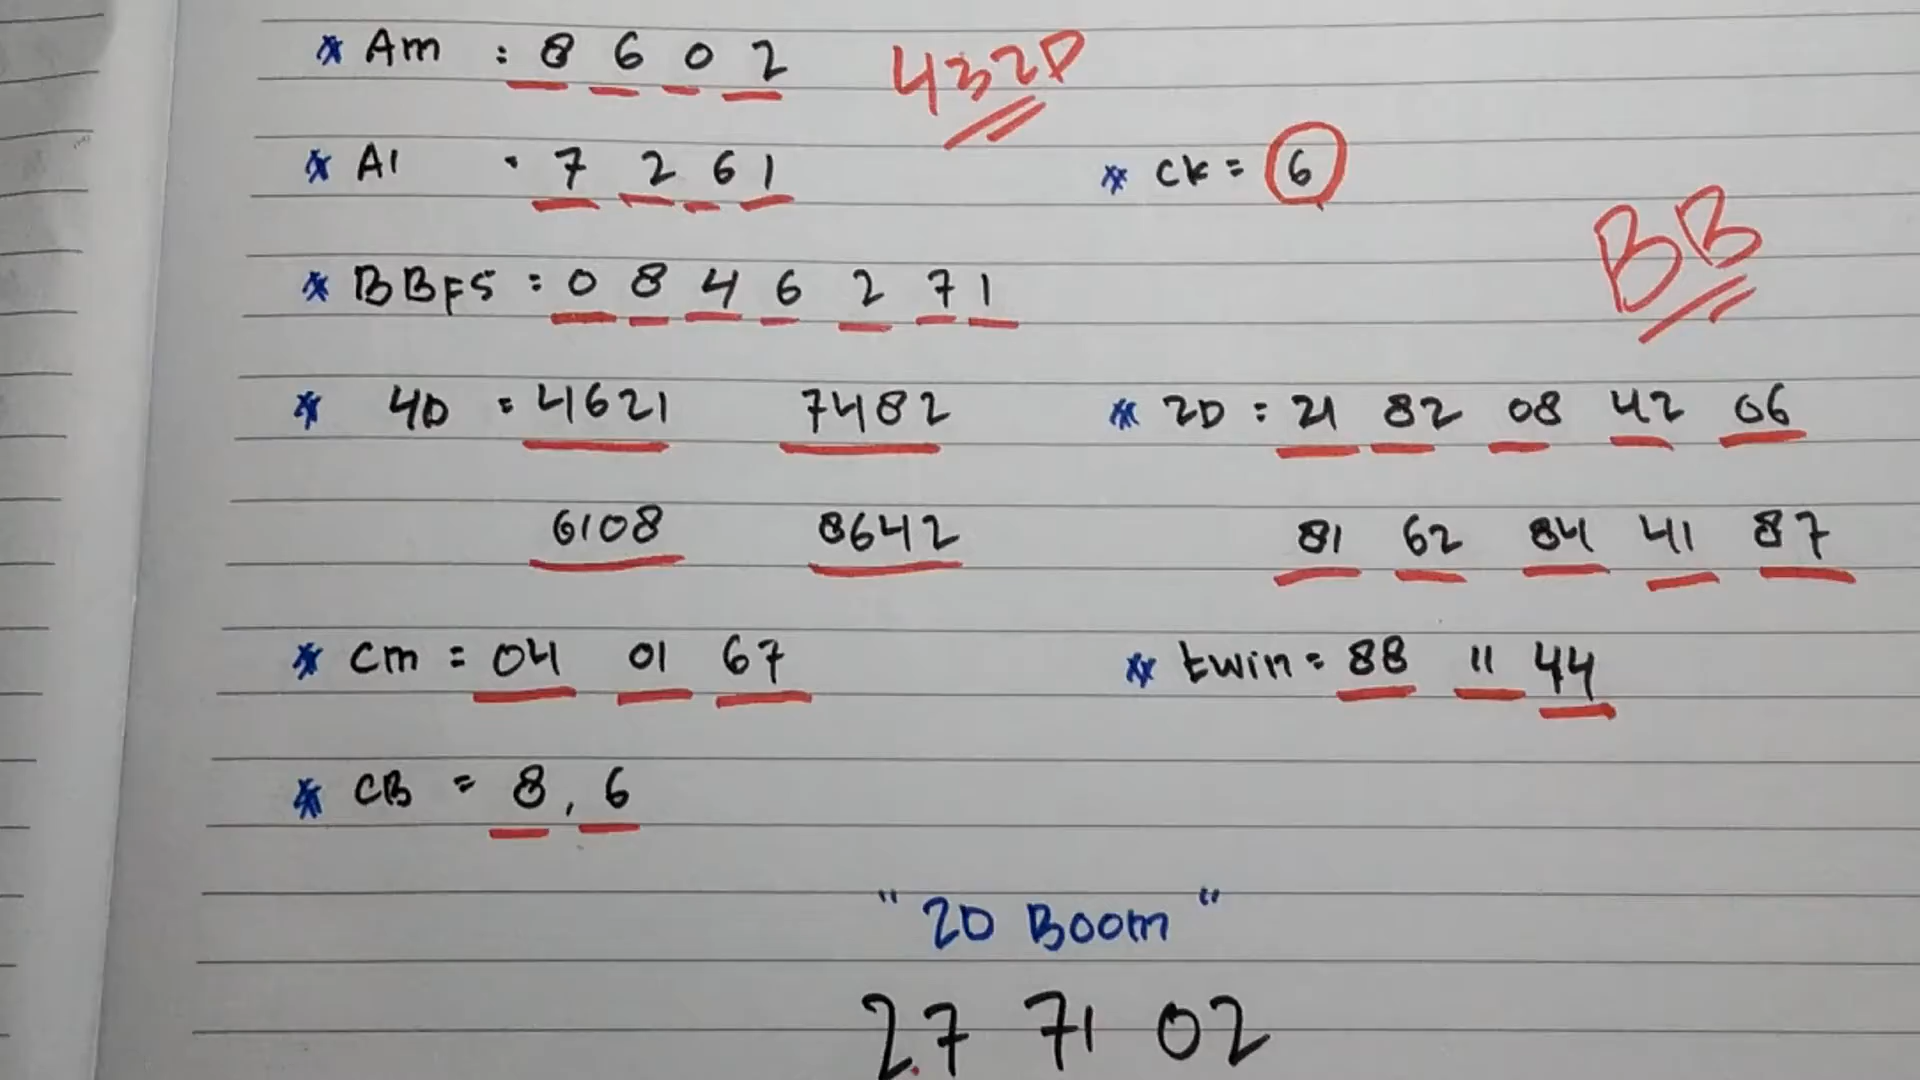 * Am : 8 6 0 2 432D
* AI . 7 2 6 1 * CK = 6
BB
* BBFS : 0 8 4 6 2 7 1
* 4D = 4621 7482 * 2D : 21 82 08 42 06
6108 8642 81 62 84 41 87
* Cm = 04 01 67 * twin = 88 11 44
* CB = 8, 6
"2D Boom"
27 71 02